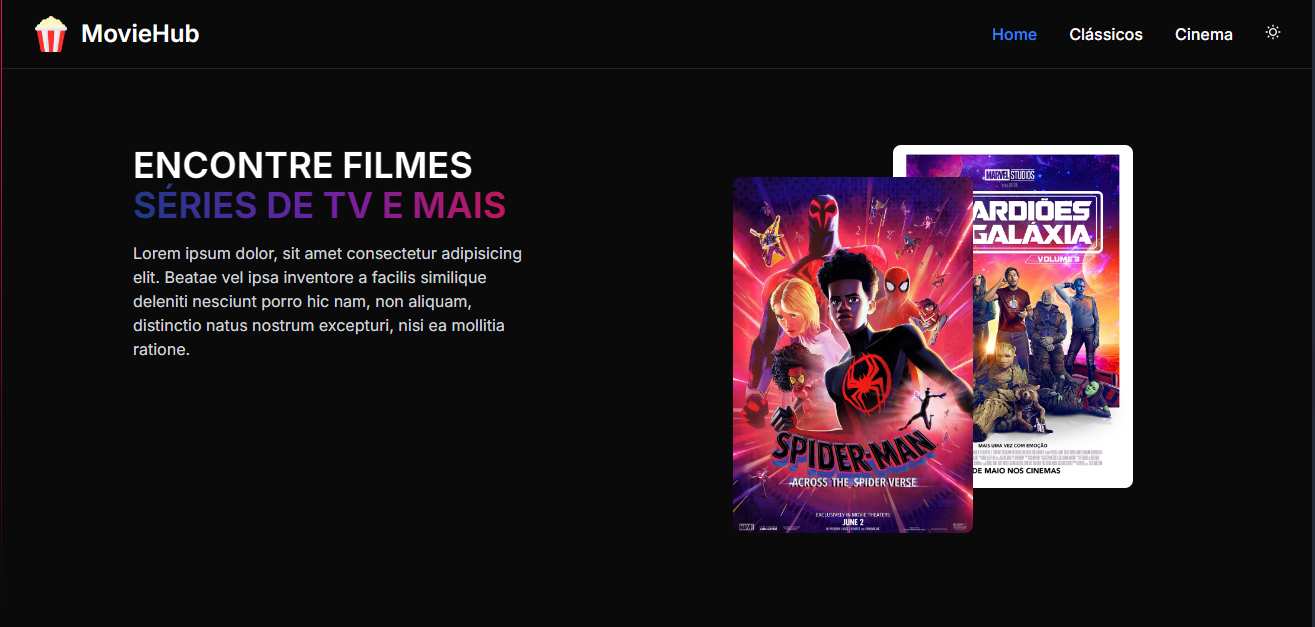 MovieHub
Home Clássicos Cinema
ENCONTRE FILMES
SÉRIES DE TV E MAIS
Lorem ipsum dolor, sit amet consectetur adipisicing
elit. Beatae vel ipsa inventore a facilis similique
deleniti nesciunt porro hic nam, non aliquam,
distinctio natus nostrum excepturi, nisi ea mollitia
ratione.
SPIDER-MAN
ACROSS THE SPIDER-VERSE
EXCLUSIVELY IN MOVIE THEATERS
JUNE 2
MARVEL
MARVEL STUDIOS
ARDIÕES
GALÁXIA
VOLUME 3
MAIS UMA VEZ COM EMOÇÃO
DE MAIO NOS CINEMAS